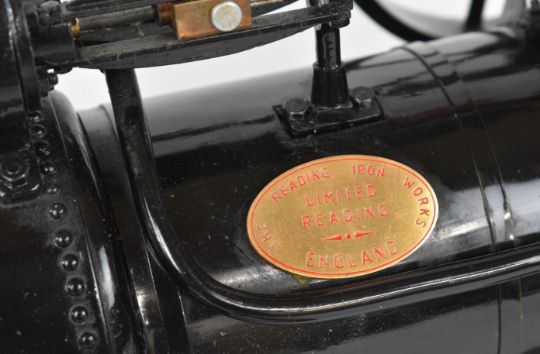 THE READING IRON WORKS
LIMITED
READING
ENGLAND